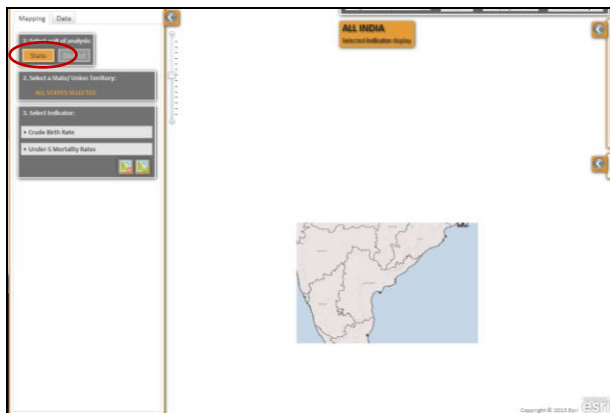 Mapping Data
1. Select unit of analysis:
State
2. Select a State/ Union Territory:
ALL STATES SELECTED
3. Select Indicator:
Crude Birth Rate
Under-5 Mortality Rates
ALL INDIA
Selected Indicator display
Copyright © 2013 Esri
esri